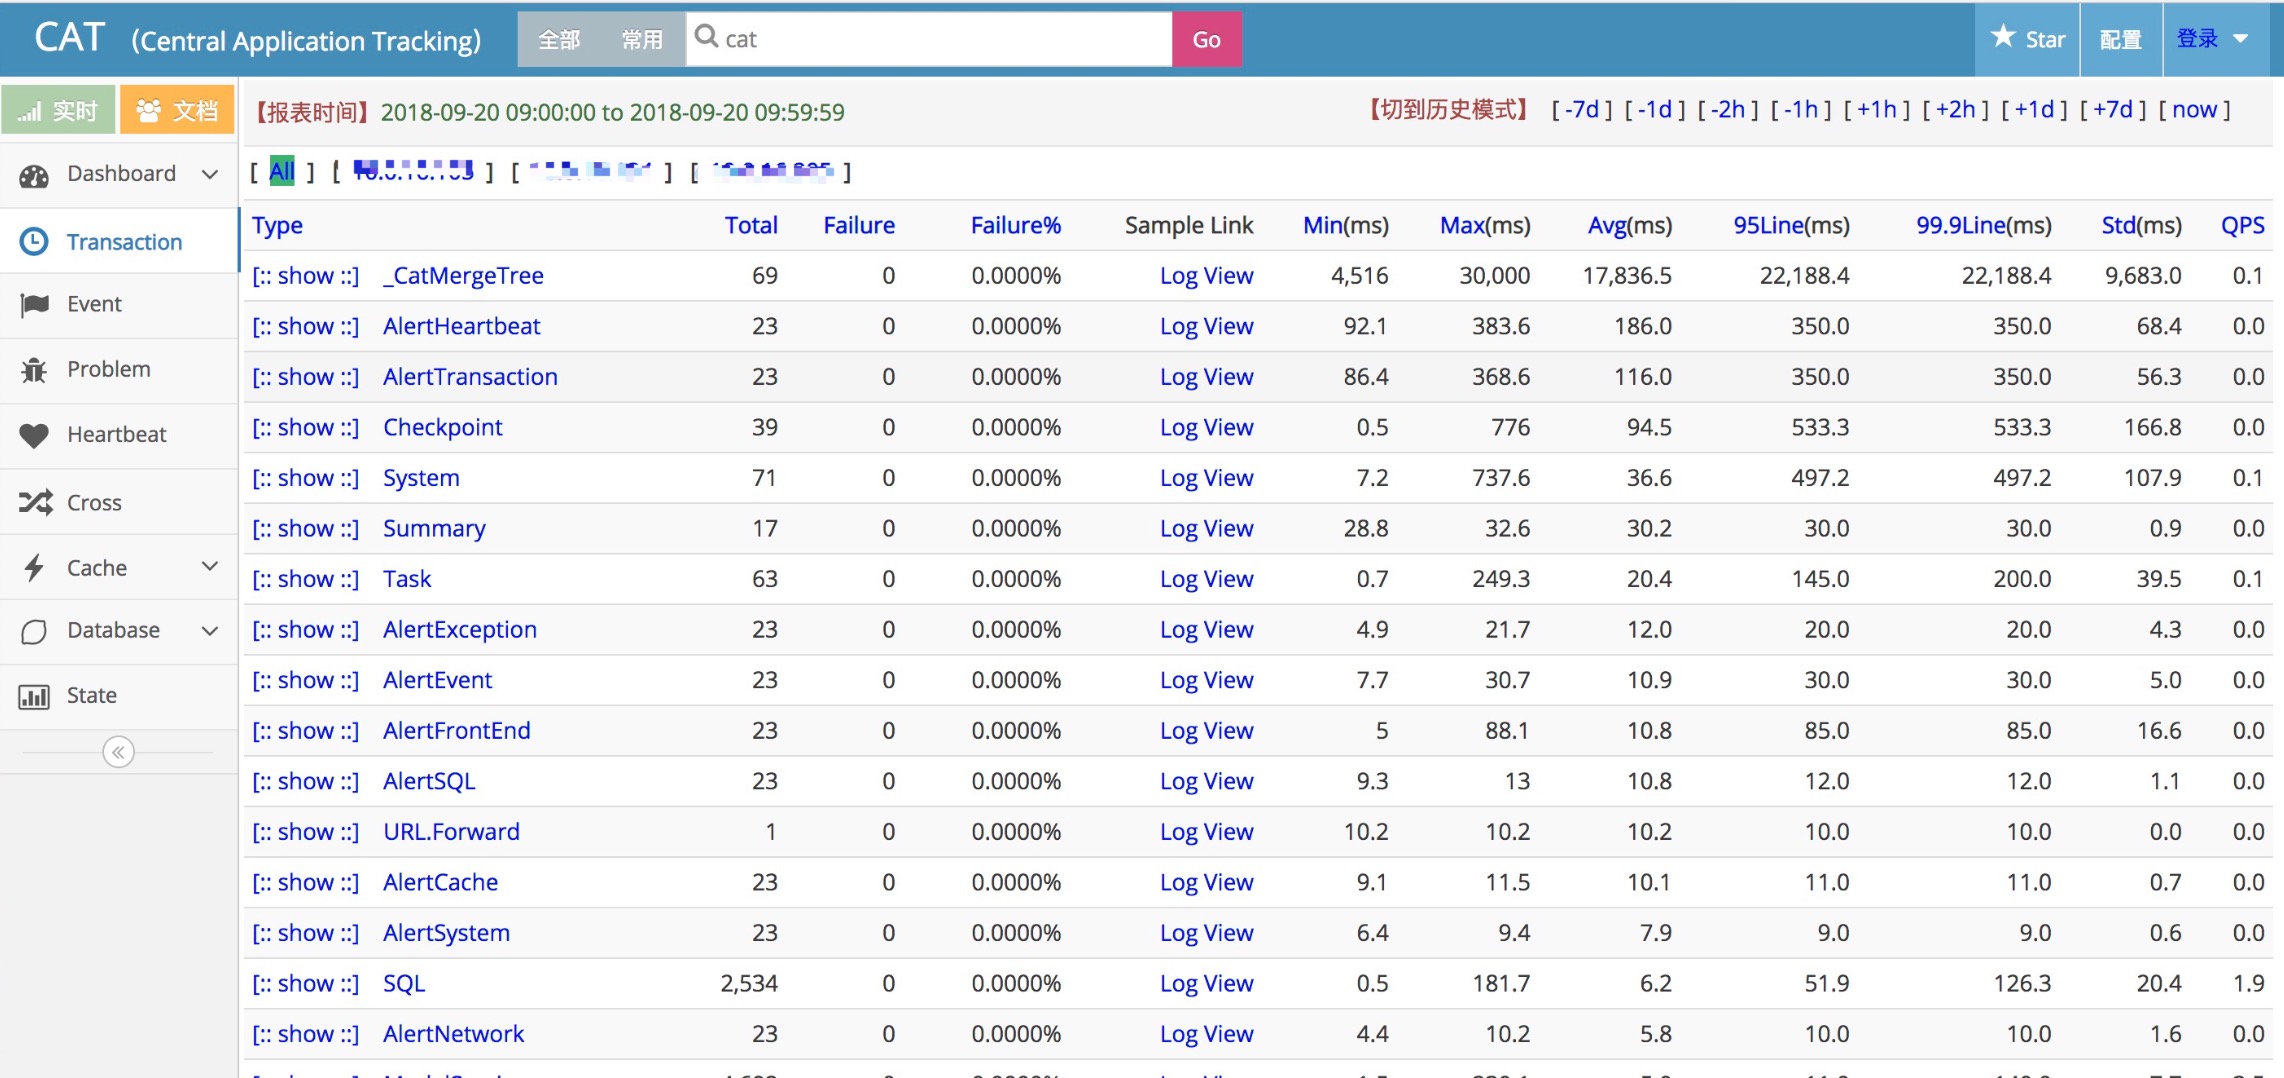 CAT (Central Application Tracking) 全部 常用 cat Go Star 配置 登录
实时 文档 【报表时间】2018-09-20 09:00:00 to 2018-09-20 09:59:59 【切到历史模式】 [ -7d ] [ -1d ] [ -2h ] [ -1h ] [ +1h ] [ +2h ] [ +1d ] [ +7d ] [ now ]
Dashboard
Transaction
Event
Problem
Heartbeat
Cross
Cache
Database
State
[ All ] [ ] [ ] [ ]
Type Total Failure Failure% Sample Link Min(ms) Max(ms) Avg(ms) 95Line(ms) 99.9Line(ms) Std(ms) QPS
[:: show ::] _CatMergeTree 69 0 0.0000% Log View 4,516 30,000 17,836.5 22,188.4 22,188.4 9,683.0 0.1
[:: show ::] AlertHeartbeat 23 0 0.0000% Log View 92.1 383.6 186.0 350.0 350.0 68.4 0.0
[:: show ::] AlertTransaction 23 0 0.0000% Log View 86.4 368.6 116.0 350.0 350.0 56.3 0.0
[:: show ::] Checkpoint 39 0 0.0000% Log View 0.5 776 94.5 533.3 533.3 166.8 0.0
[:: show ::] System 71 0 0.0000% Log View 7.2 737.6 36.6 497.2 497.2 107.9 0.1
[:: show ::] Summary 17 0 0.0000% Log View 28.8 32.6 30.2 30.0 30.0 0.9 0.0
[:: show ::] Task 63 0 0.0000% Log View 0.7 249.3 20.4 145.0 200.0 39.5 0.1
[:: show ::] AlertException 23 0 0.0000% Log View 4.9 21.7 12.0 20.0 20.0 4.3 0.0
[:: show ::] AlertEvent 23 0 0.0000% Log View 7.7 30.7 10.9 30.0 30.0 5.0 0.0
[:: show ::] AlertFrontEnd 23 0 0.0000% Log View 5 88.1 10.8 85.0 85.0 16.6 0.0
[:: show ::] AlertSQL 23 0 0.0000% Log View 9.3 13 10.8 12.0 12.0 1.1 0.0
[:: show ::] URL.Forward 1 0 0.0000% Log View 10.2 10.2 10.2 10.0 10.0 0.0 0.0
[:: show ::] AlertCache 23 0 0.0000% Log View 9.1 11.5 10.1 11.0 11.0 0.7 0.0
[:: show ::] AlertSystem 23 0 0.0000% Log View 6.4 9.4 7.9 9.0 9.0 0.6 0.0
[:: show ::] SQL 2,534 0 0.0000% Log View 0.5 181.7 6.2 51.9 126.3 20.4 1.9
[:: show ::] AlertNetwork 23 0 0.0000% Log View 4.4 10.2 5.8 10.0 10.0 1.6 0.0